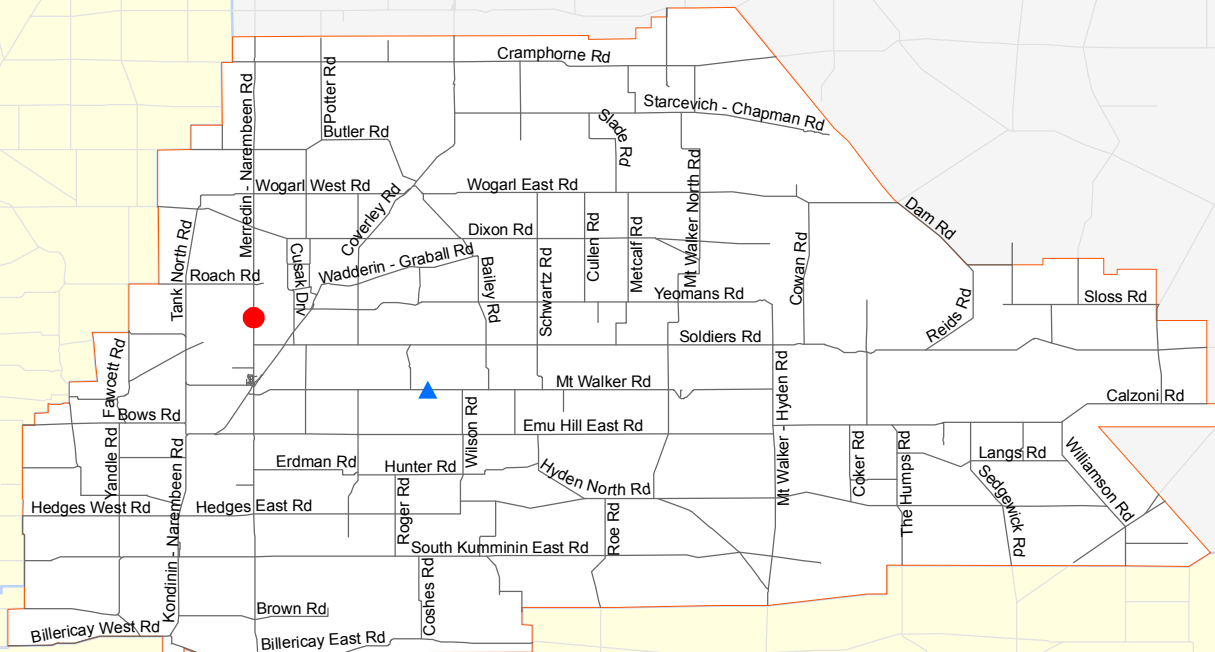 Cramphorne Rd
Potter Rd
Merredin - Narembeen Rd
Starcevich - Chapman Rd
Slade Rd
Butler Rd
Mt Walker North Rd
Wogarl West Rd
Wogarl East Rd
Coverley Rd
Dam Rd
Tank North Rd
Dixon Rd
Cullen Rd
Metcalf Rd
Cowan Rd
Cusak Drv
Wadderin - Graball Rd
Bailey Rd
Schwartz Rd
Roach Rd
Yeomans Rd
Reids Rd
Sloss Rd
Soldiers Rd
Fawcett Rd
Mt Walker Rd
Mt Walker - Hyden Rd
Calzoni Rd
Bows Rd
Wilson Rd
Emu Hill East Rd
Yandle Rd
Kondinin - Narembeen Rd
Erdman Rd
Hunter Rd
Hyden North Rd
Coker Rd
The Humps Rd
Langs Rd
Sedgewick Rd
Williamson Rd
Hedges West Rd
Hedges East Rd
Roger Rd
Roe Rd
South Kumminin East Rd
Coshes Rd
Brown Rd
Billericay West Rd
Billericay East Rd